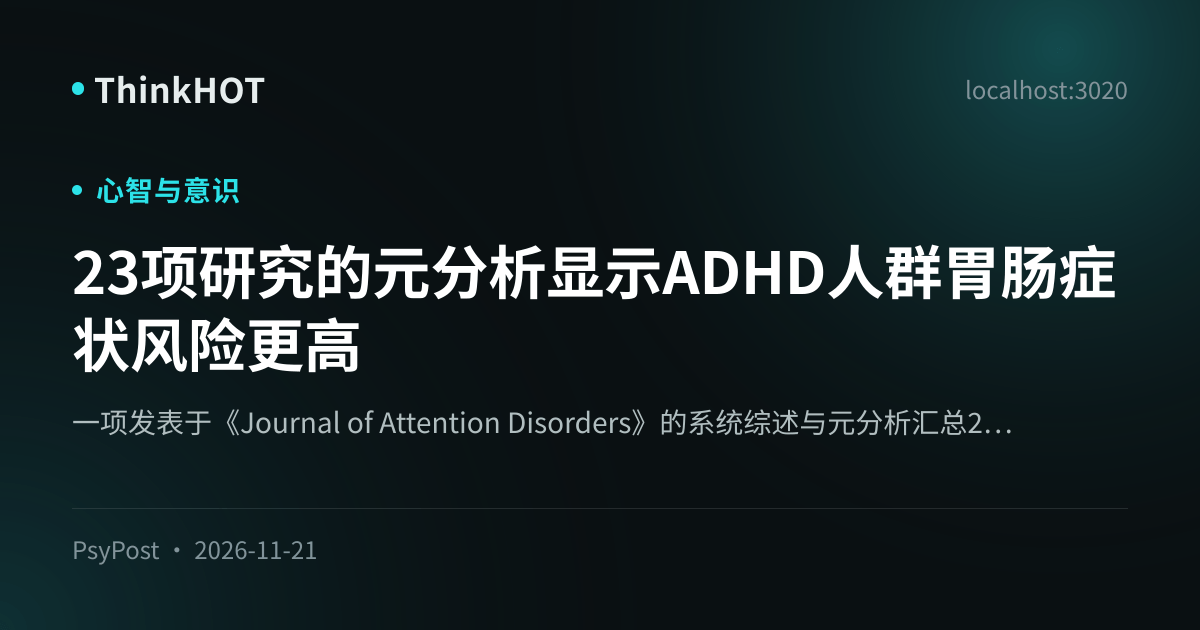 ThinkHOT
localhost:3020
心智与意识
23项研究的元分析显示ADHD人群胃肠症
状风险更高
一项发表于《Journal of Attention Disorders》的系统综述与元分析汇总2…
PsyPost · 2026-11-21